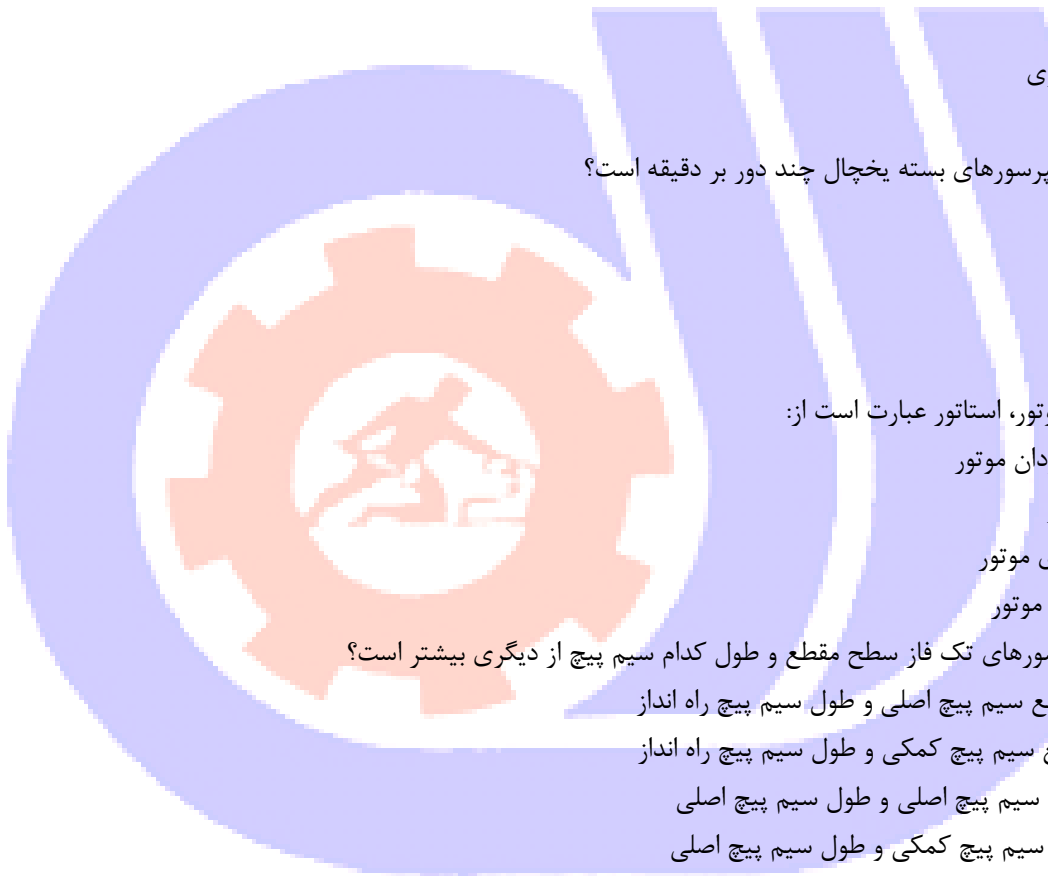 ی
پرسورهای بسته یخچال چند دور بر دقیقه است؟
وتور، استاتور عبارت است از:
دان موتور
موتور
موتور
سورهای تک فاز سطح مقطع و طول کدام سیم پیچ از دیگری بیشتر است؟
ع سیم پیچ اصلی و طول سیم پیچ راه انداز
سیم پیچ کمکی و طول سیم پیچ راه انداز
سیم پیچ اصلی و طول سیم پیچ اصلی
سیم پیچ کمکی و طول سیم پیچ اصلی